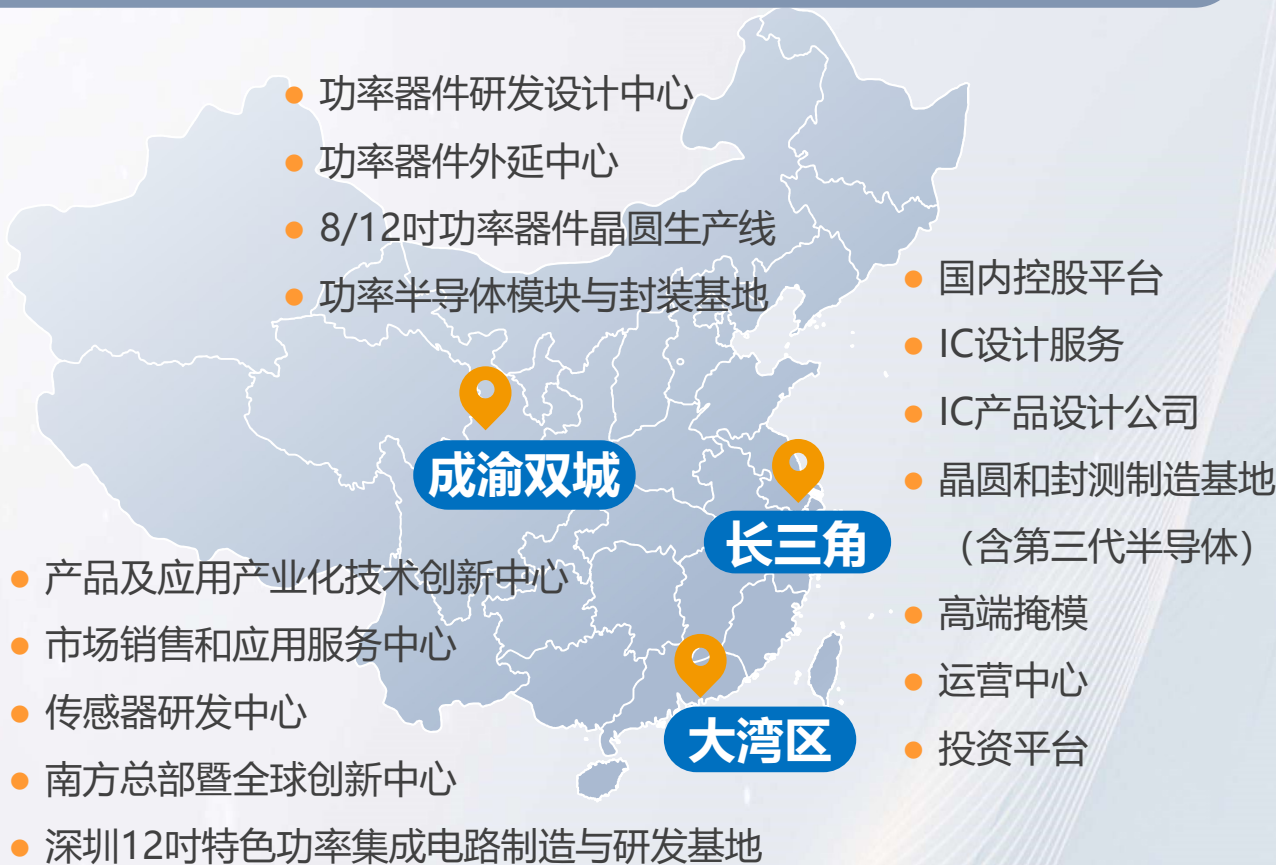 功率器件研发设计中心
功率器件外延中心
8/12吋功率器件晶圆生产线
功率半导体模块与封装基地
成渝双城
国内控股平台
IC设计服务
IC产品设计公司
晶圆和封测制造基地
（含第三代半导体）
高端掩模
运营中心
投资平台
长三角
产品及应用产业化技术创新中心
市场销售和应用服务中心
传感器研发中心
南方总部暨全球创新中心
深圳12吋特色功率集成电路制造与研发基地
大湾区